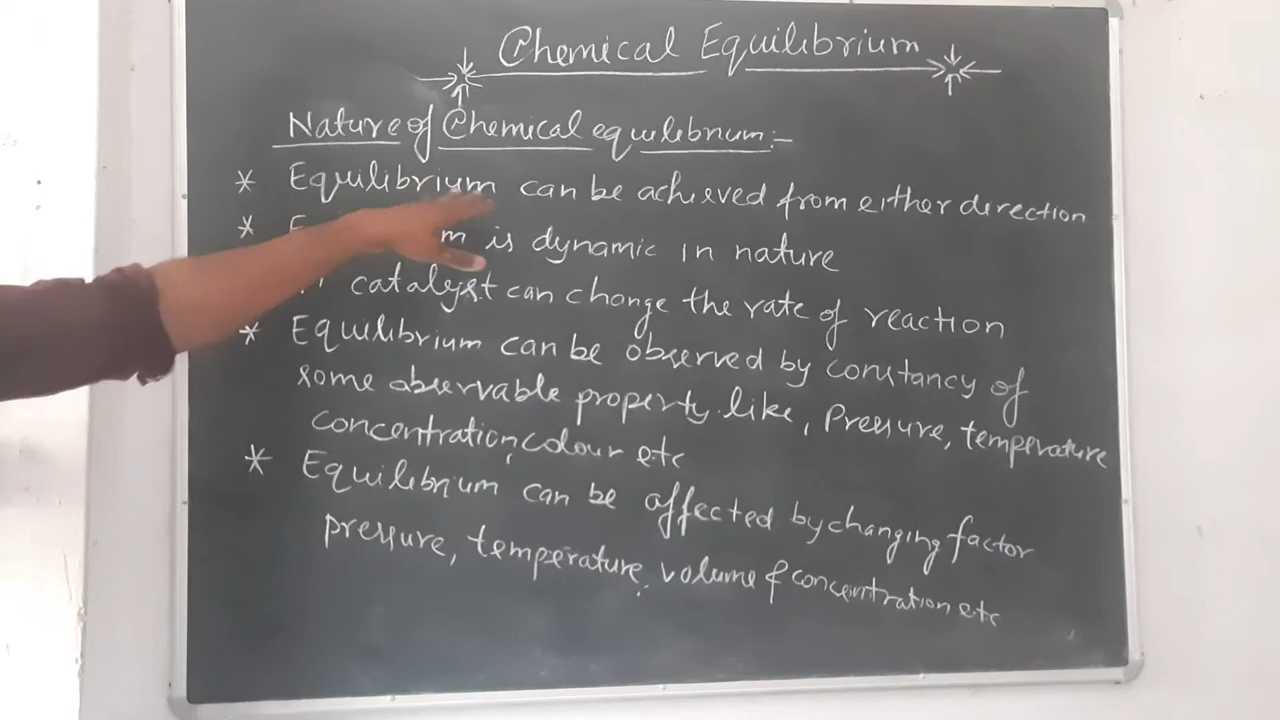 Chemical Equilibrium
Nature of Chemical equilibrium:-
* Equilibrium can be achieved from either direction
* is dynamic in nature
catalyst can change the rate of reaction
* Equilibrium can be observed by constancy of
some observable property like, Pressure, temperature
concentration, colour etc
* Equilibrium can be affected by changing factor
pressure, temperature, volume & concentration etc